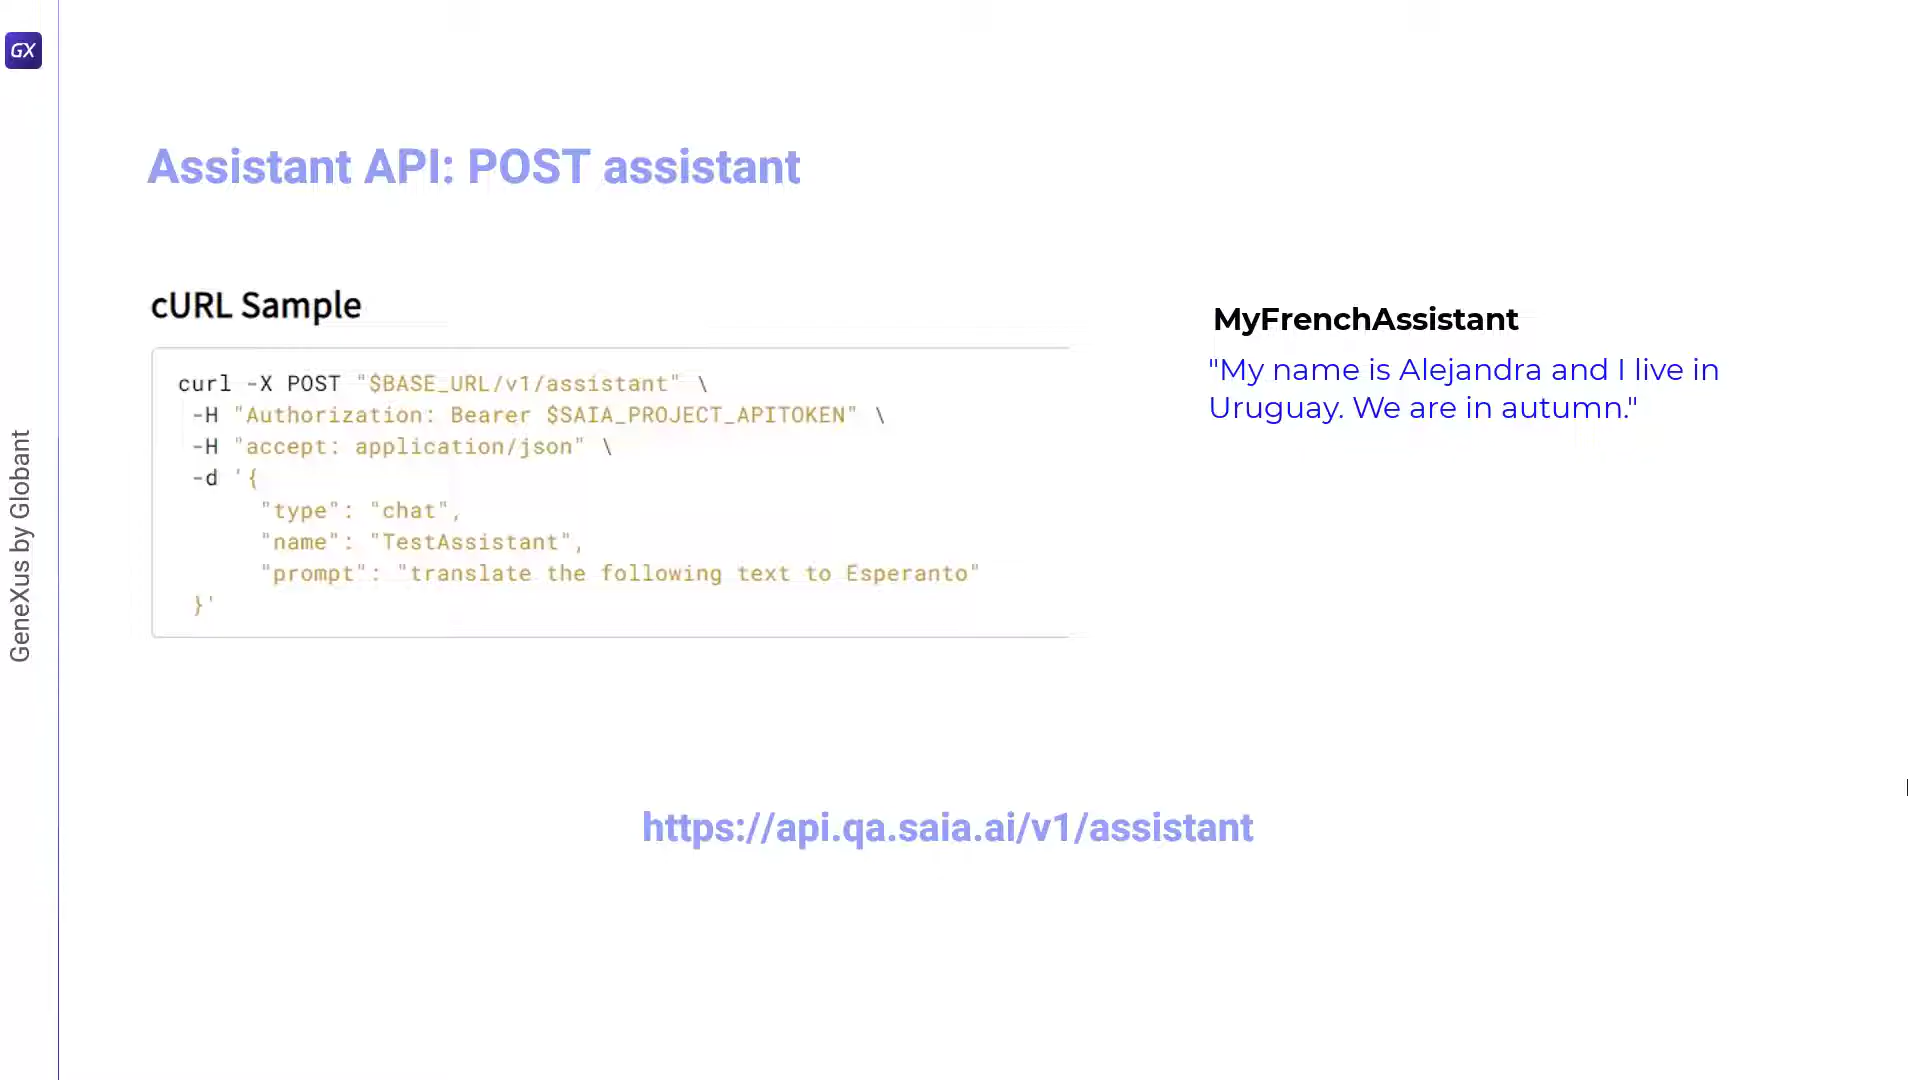 GX
GeneXus by Globant
Assistant API: POST assistant
cURL Sample
curl -X POST "$BASE_URL/v1/assistant" \
-H "Authorization: Bearer $SAIA_PROJECT_APITOKEN" \
-H "accept: application/json" \
-d '{
"type": "chat",
"name": "TestAssistant",
"prompt": "translate the following text to Esperanto"
}'
MyFrenchAssistant
"My name is Alejandra and I live in
Uruguay. We are in autumn."
https://api.qa.saia.ai/v1/assistant